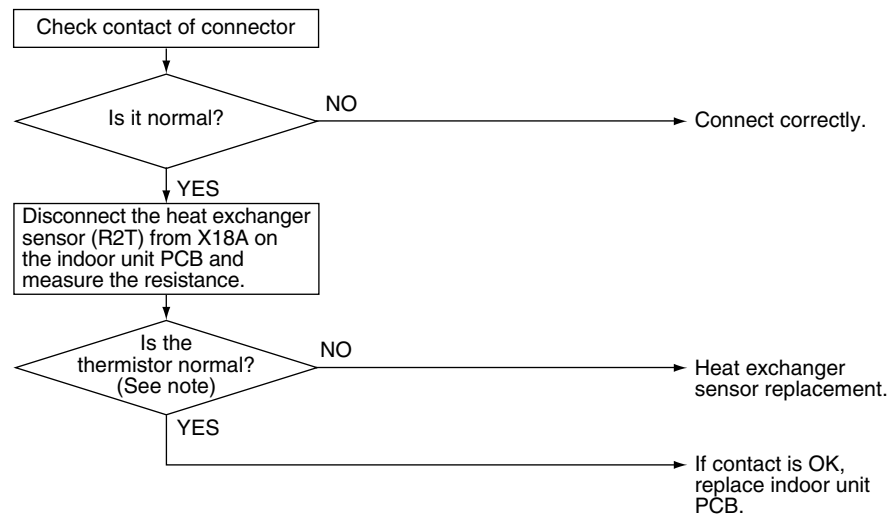 Check contact of connector
Is it normal?
NO
Connect correctly.
YES
Disconnect the heat exchanger
sensor (R2T) from X18A on
the indoor unit PCB and
measure the resistance.
Is the
thermistor normal?
(See note)
NO
Heat exchanger
sensor replacement.
YES
If contact is OK,
replace indoor unit
PCB.